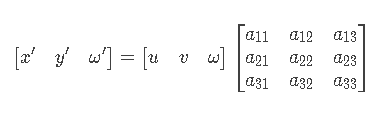 [x′ y′ ω′] = [u v ω] [a₁₁ a₁₂ a₁₃
a₂₁ a₂₂ a₂₃
a₃₁ a₃₂ a₃₃]